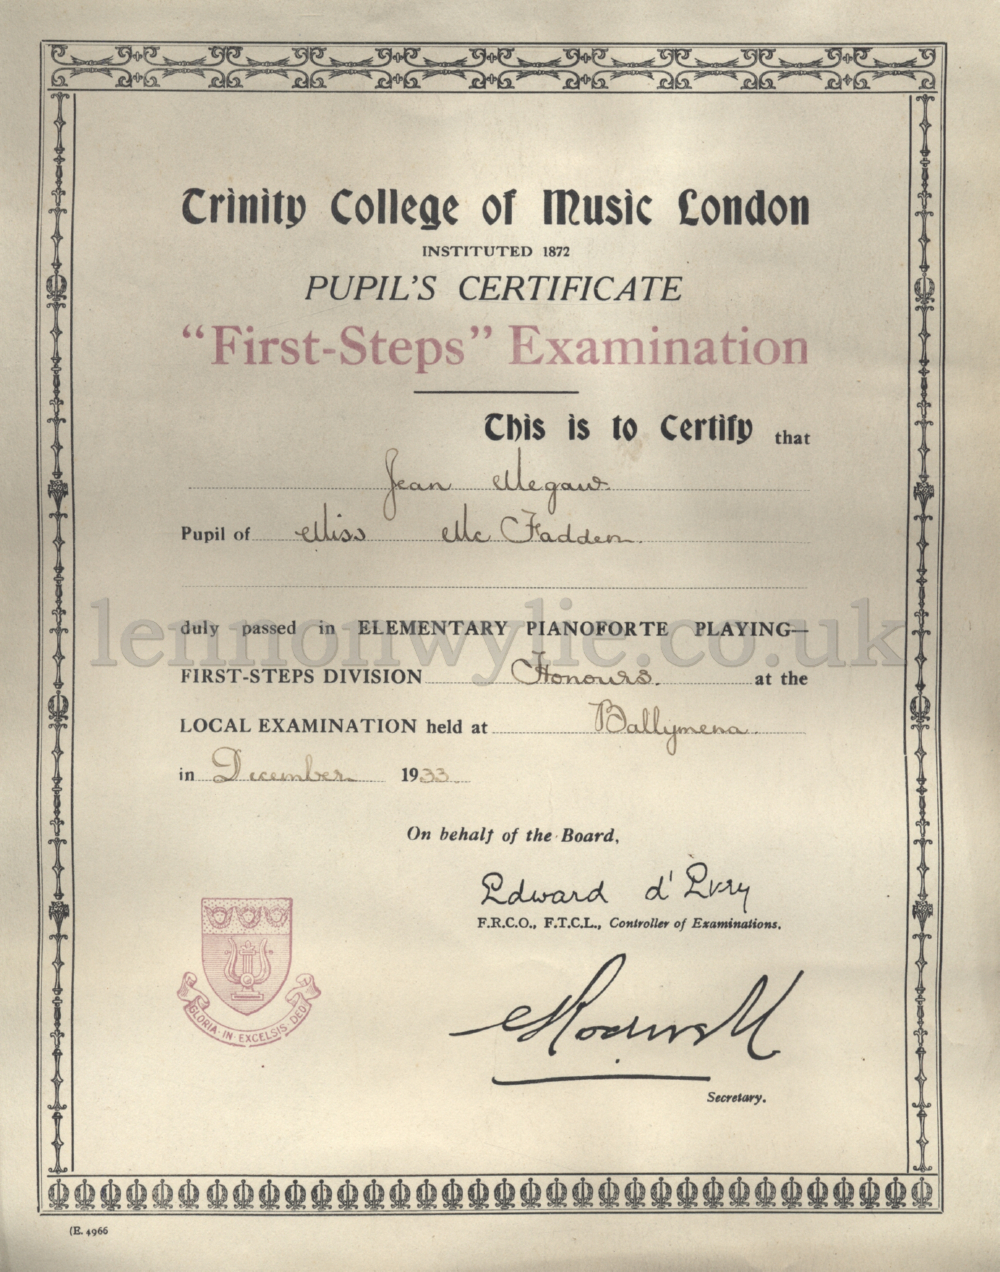 Trinity College of Music London
INSTITUTED 1872
PUPIL'S CERTIFICATE
“First-Steps” Examination
This is to Certify that
Jean Megaw.
Pupil of Miss Mc Fadden.
lennonwylie.co.uk
duly passed in ELEMENTARY PIANOFORTE PLAYING—
FIRST-STEPS DIVISION Honours. at the
LOCAL EXAMINATION held at Ballymena.
in December 1933
On behalf of the Board,
Edward d'Evry
F.R.C.O., F.T.C.L., Controller of Examinations.
Secretary.
GLORIA·IN EXCELSIS·DEO
(E. 4966